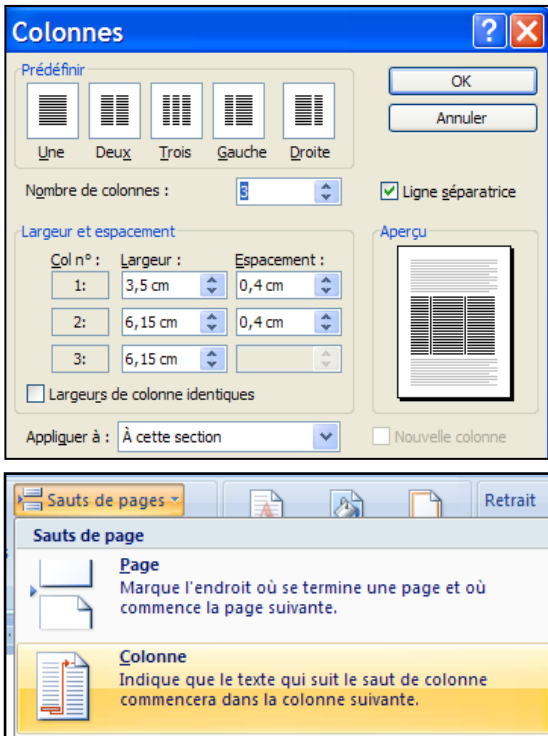 Colonnes
Prédéfinir
Une Deux Trois Gauche Droite
OK
Annuler
Nombre de colonnes : 3
Ligne séparatrice
Largeur et espacement
Col n° : Largeur : Espacement :
1: 3,5 cm 0,4 cm
2: 6,15 cm 0,4 cm
3: 6,15 cm
Largeurs de colonne identiques
Aperçu
Appliquer à : À cette section
Nouvelle colonne
Sauts de pages
Retrait
Sauts de page
Page
Marque l'endroit où se termine une page et où
commence la page suivante.
Colonne
Indique que le texte qui suit le saut de colonne
commencera dans la colonne suivante.